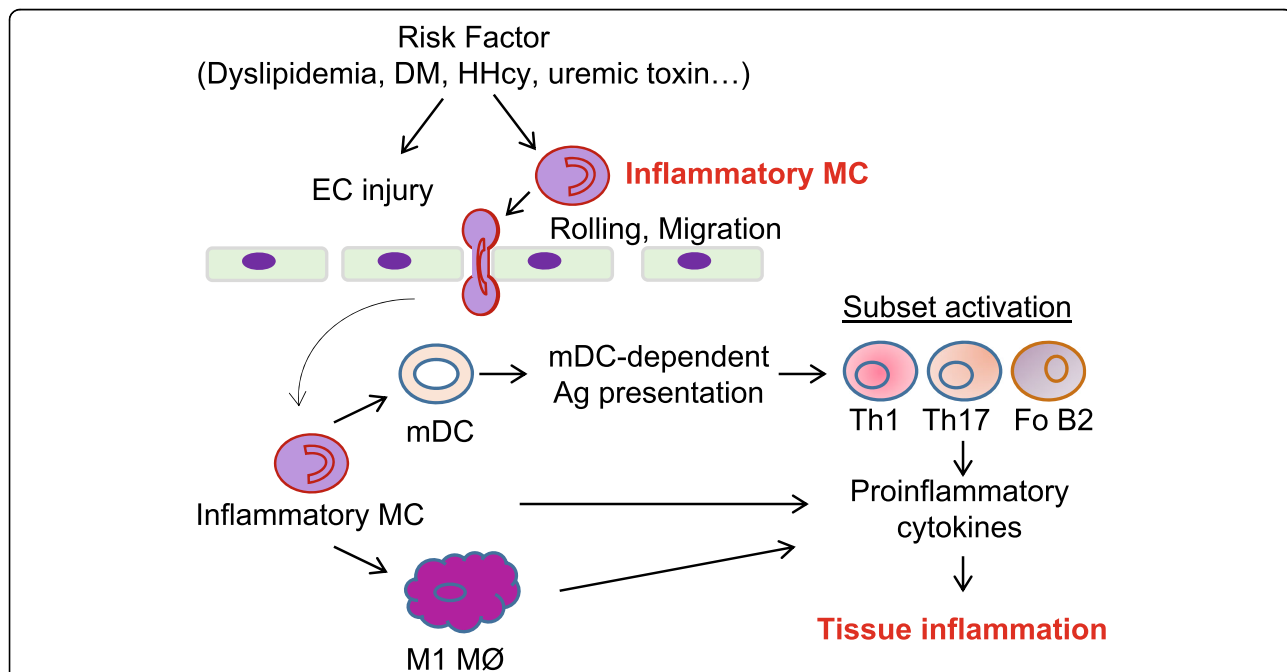 Risk Factor
(Dyslipidemia, DM, HHcy, uremic toxin…)
EC injury
Inflammatory MC
Rolling, Migration
Subset activation
mDC
mDC-dependent
Ag presentation
Th1
Th17
Fo B2
Inflammatory MC
Proinflammatory
cytokines
M1 MØ
Tissue inflammation